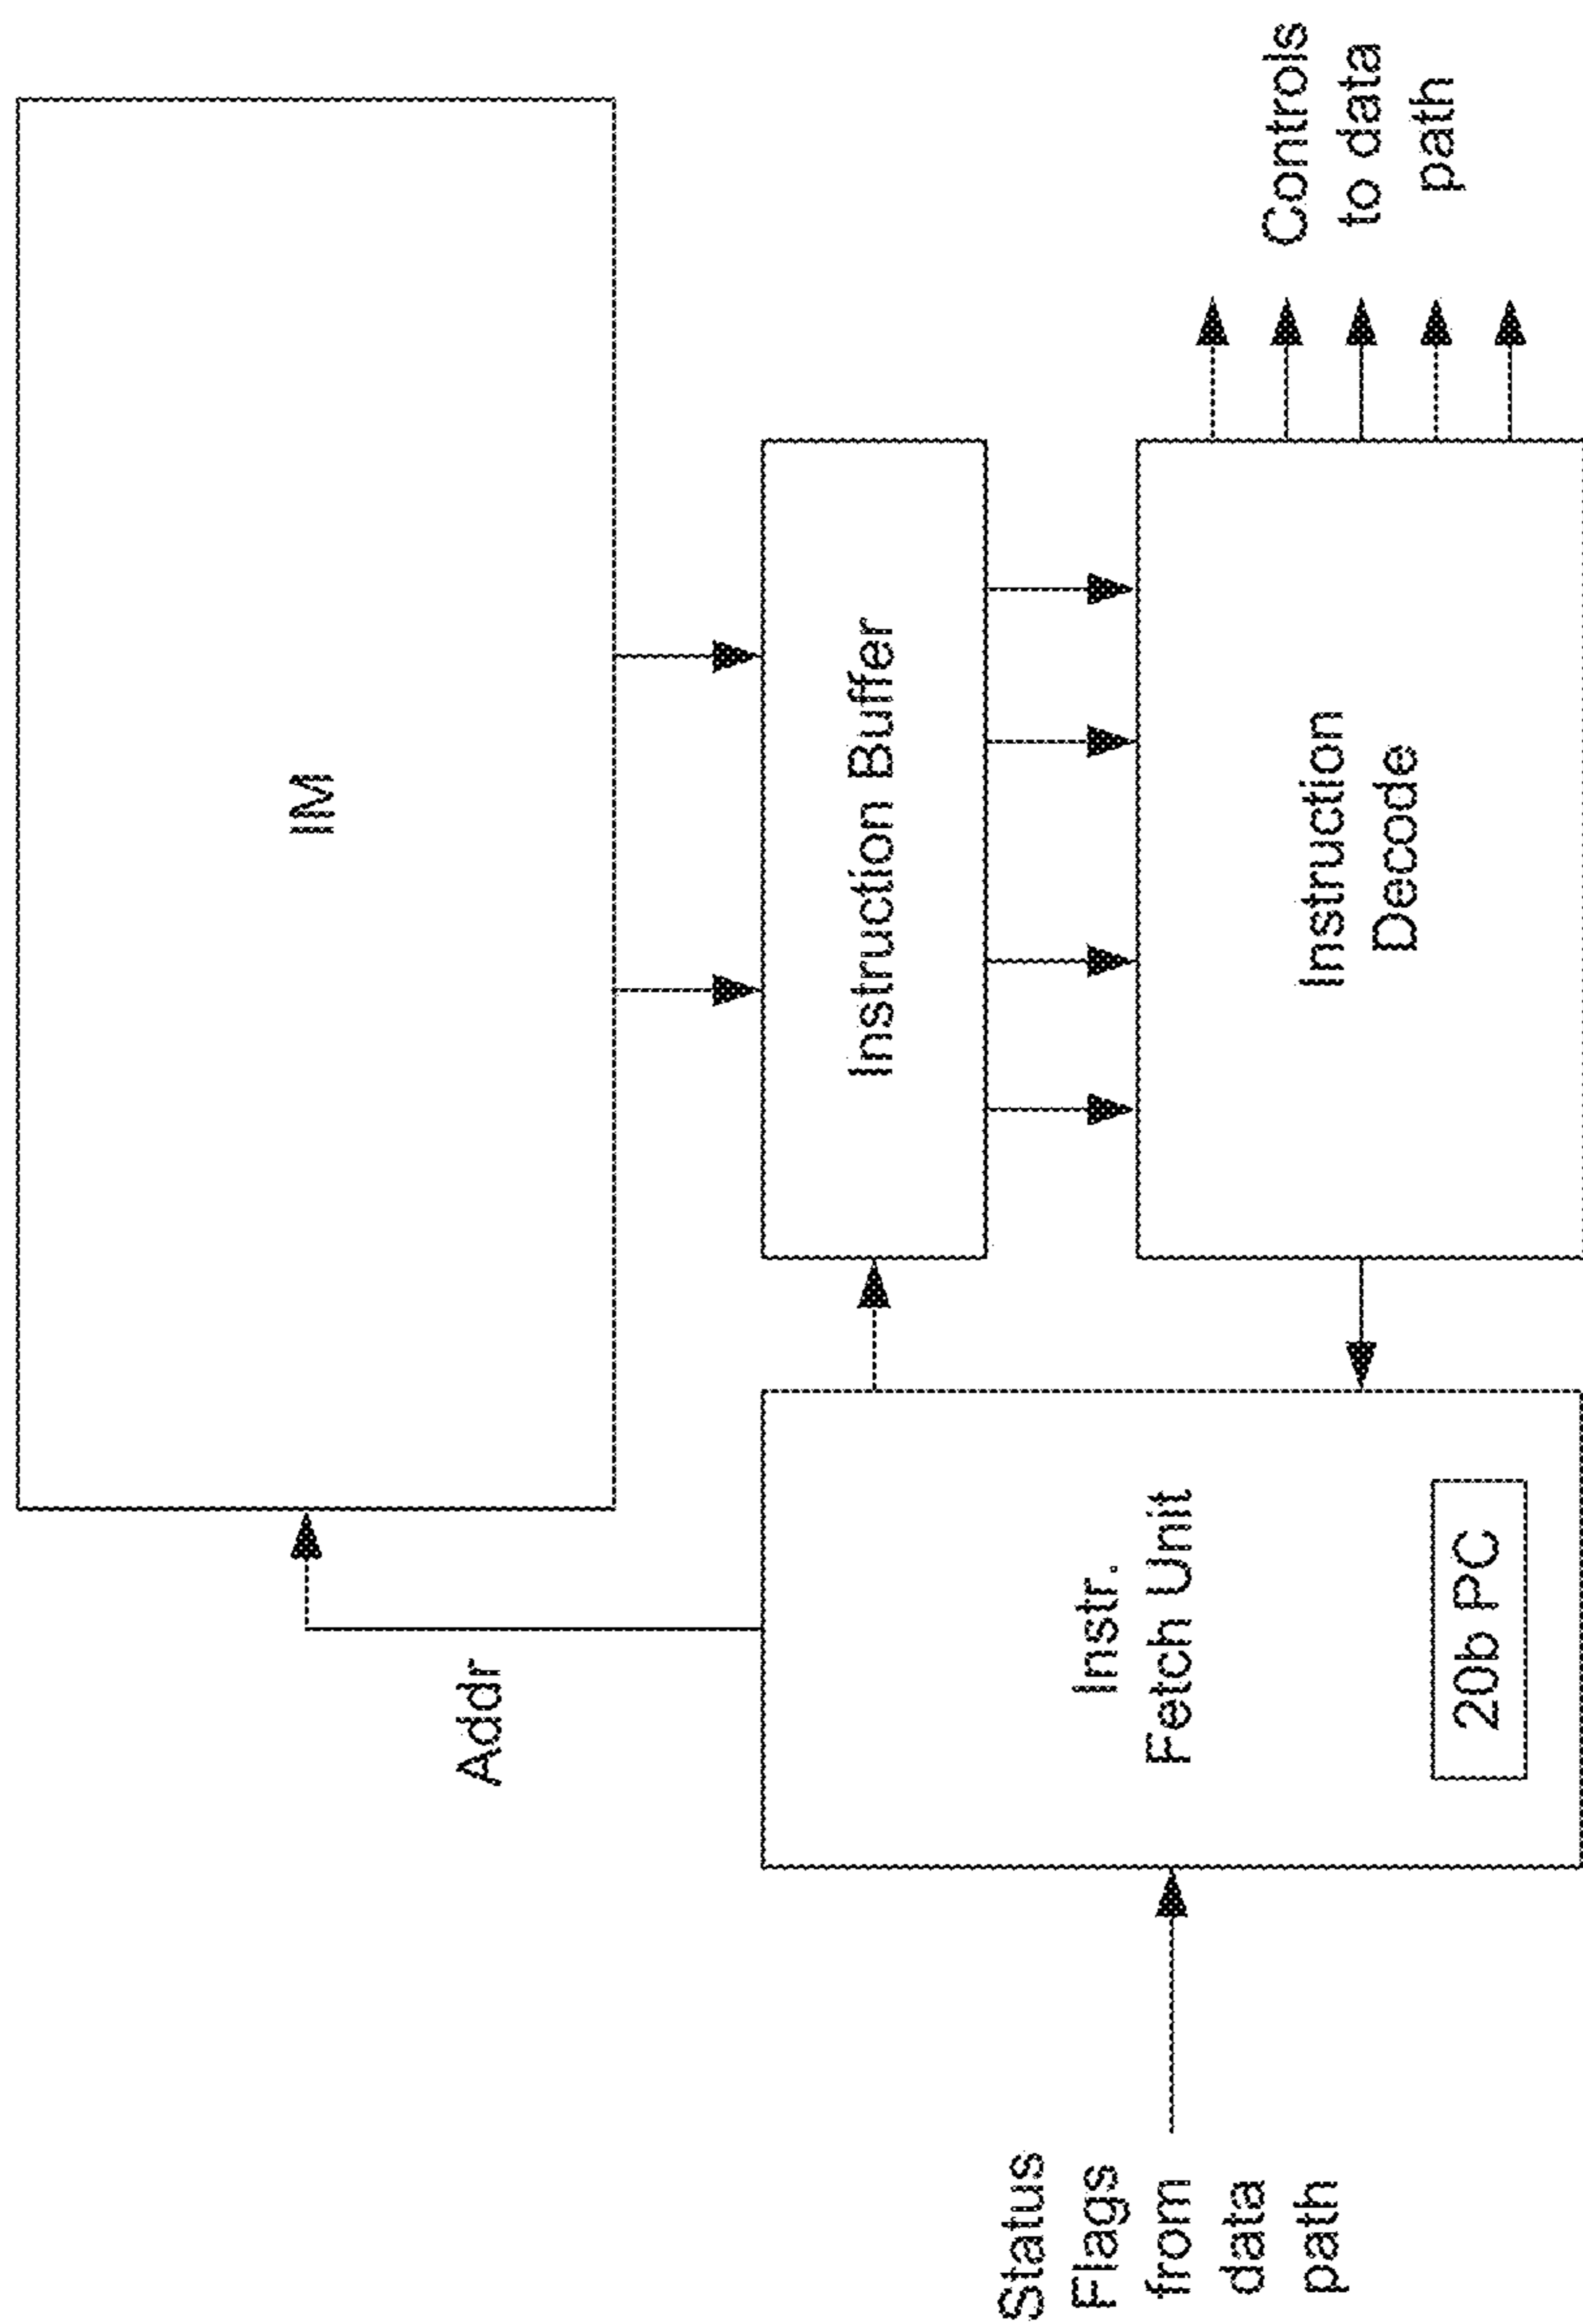 IM
Addr
Instruction Buffer
Instr.
Fetch Unit
20b PC
Instruction
Decode
Status
Flags
from
data
path
Controls
to data
path